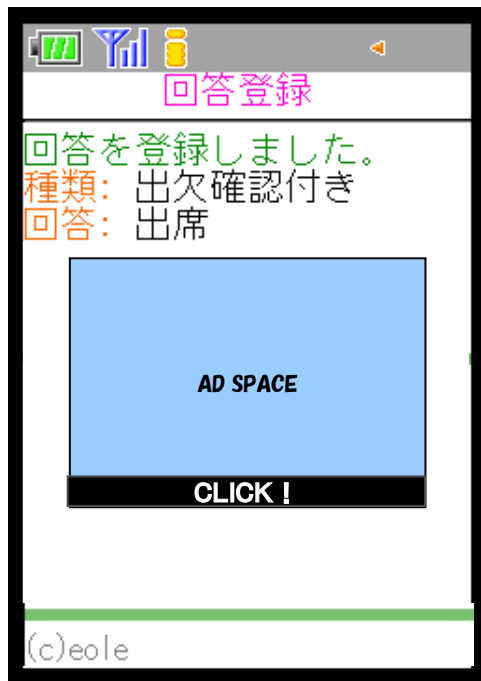 回答登録
回答を登録しました。
種類: 出欠確認付き
回答: 出席
AD SPACE
CLICK!
(c)eole